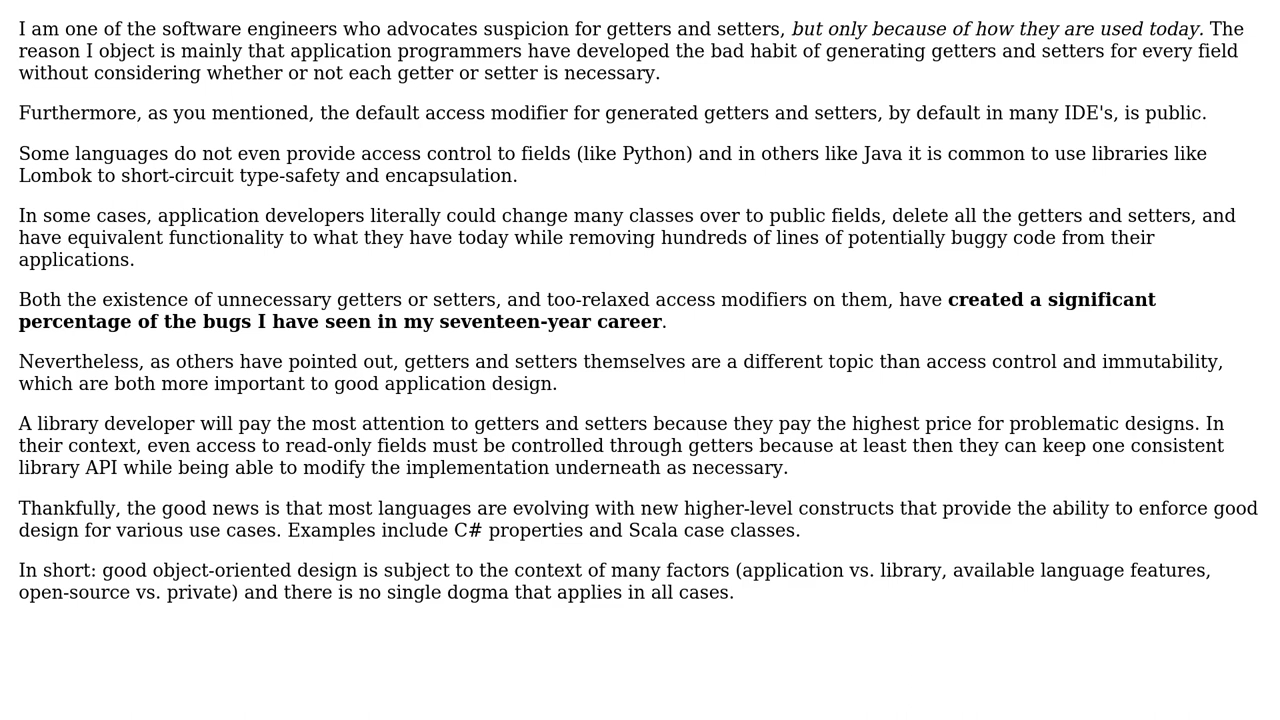 I am one of the software engineers who advocates suspicion for getters and setters, but only because of how they are used today. The
reason I object is mainly that application programmers have developed the bad habit of generating getters and setters for every field
without considering whether or not each getter or setter is necessary.
Furthermore, as you mentioned, the default access modifier for generated getters and setters, by default in many IDE's, is public.
Some languages do not even provide access control to fields (like Python) and in others like Java it is common to use libraries like
Lombok to short-circuit type-safety and encapsulation.
In some cases, application developers literally could change many classes over to public fields, delete all the getters and setters, and
have equivalent functionality to what they have today while removing hundreds of lines of potentially buggy code from their
applications.
Both the existence of unnecessary getters or setters, and too-relaxed access modifiers on them, have created a significant
percentage of the bugs I have seen in my seventeen-year career.
Nevertheless, as others have pointed out, getters and setters themselves are a different topic than access control and immutability,
which are both more important to good application design.
A library developer will pay the most attention to getters and setters because they pay the highest price for problematic designs. In
their context, even access to read-only fields must be controlled through getters because at least then they can keep one consistent
library API while being able to modify the implementation underneath as necessary.
Thankfully, the good news is that most languages are evolving with new higher-level constructs that provide the ability to enforce good
design for various use cases. Examples include C# properties and Scala case classes.
In short: good object-oriented design is subject to the context of many factors (application vs. library, available language features,
open-source vs. private) and there is no single dogma that applies in all cases.